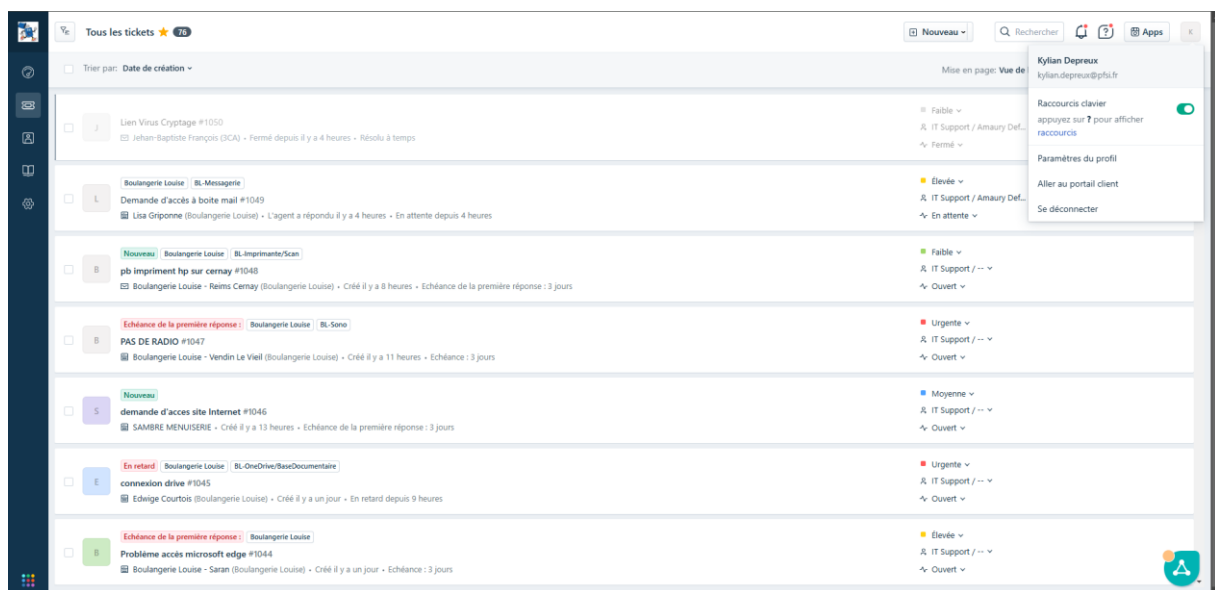 Tous les tickets 76
Nouveau
Rechercher
Apps
K
Trier par: Date de création
Mise en page: Vue de
Kylian Depreux
kylian.depreux@pfsi.fr
Raccourcis clavier
appuyez sur ? pour afficher
raccourcis
Paramètres du profil
Aller au portail client
Se déconnecter
J
Lien Virus Cryptage #1050
Jehan-Baptiste François (3CA) • Fermé depuis il y a 4 heures • Résolu à temps
Faible
IT Support / Amaury Def...
Fermé
L
Boulangerie Louise BL-Messagerie
Demande d'accès à boite mail #1049
Lisa Griponne (Boulangerie Louise) • L'agent a répondu il y a 4 heures • En attente depuis 4 heures
Élevée
IT Support / Amaury Def...
En attente
B
Nouveau Boulangerie Louise BL-Imprimante/Scan
pb impriment hp sur cernay #1048
Boulangerie Louise - Reims Cernay (Boulangerie Louise) • Créé il y a 8 heures • Echéance de la première réponse : 3 jours
Faible
IT Support / --
Ouvert
B
Echéance de la première réponse : Boulangerie Louise BL-Sono
PAS DE RADIO #1047
Boulangerie Louise - Vendin Le Vieil (Boulangerie Louise) • Créé il y a 11 heures • Echéance : 3 jours
Urgente
IT Support / --
Ouvert
S
Nouveau
demande d'acces site Internet #1046
SAMBRE MENUISERIE • Créé il y a 13 heures • Echéance de la première réponse : 3 jours
Moyenne
IT Support / --
Ouvert
E
En retard Boulangerie Louise BL-OneDrive/BaseDocumentaire
connexion drive #1045
Edwige Courtois (Boulangerie Louise) • Créé il y a un jour • En retard depuis 9 heures
Urgente
IT Support / --
Ouvert
B
Echéance de la première réponse : Boulangerie Louise
Problème accès microsoft edge #1044
Boulangerie Louise - Saran (Boulangerie Louise) • Créé il y a un jour • Echéance : 3 jours
Élevée
IT Support / --
Ouvert